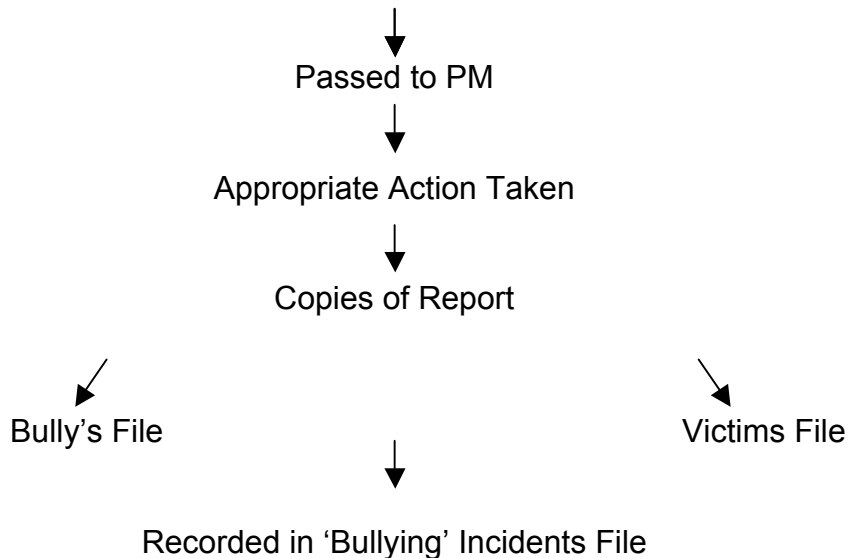 Passed to PM
Appropriate Action Taken
Copies of Report
Bully’s File
Victims File
Recorded in ‘Bullying’ Incidents File